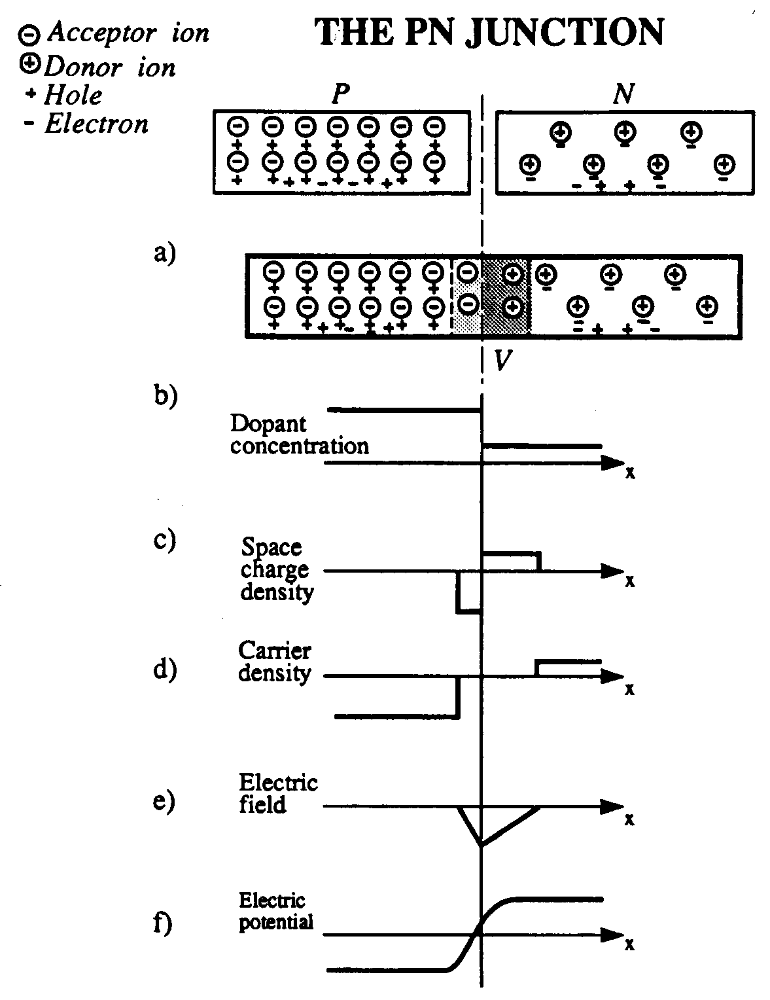 THE PN JUNCTION
⊖ Acceptor ion
⊕ Donor ion
+ Hole
- Electron
P
N
a)
V
b)
Dopant
concentration
x
c)
Space
charge
density
x
d)
Carrier
density
x
e)
Electric
field
x
f)
Electric
potential
x